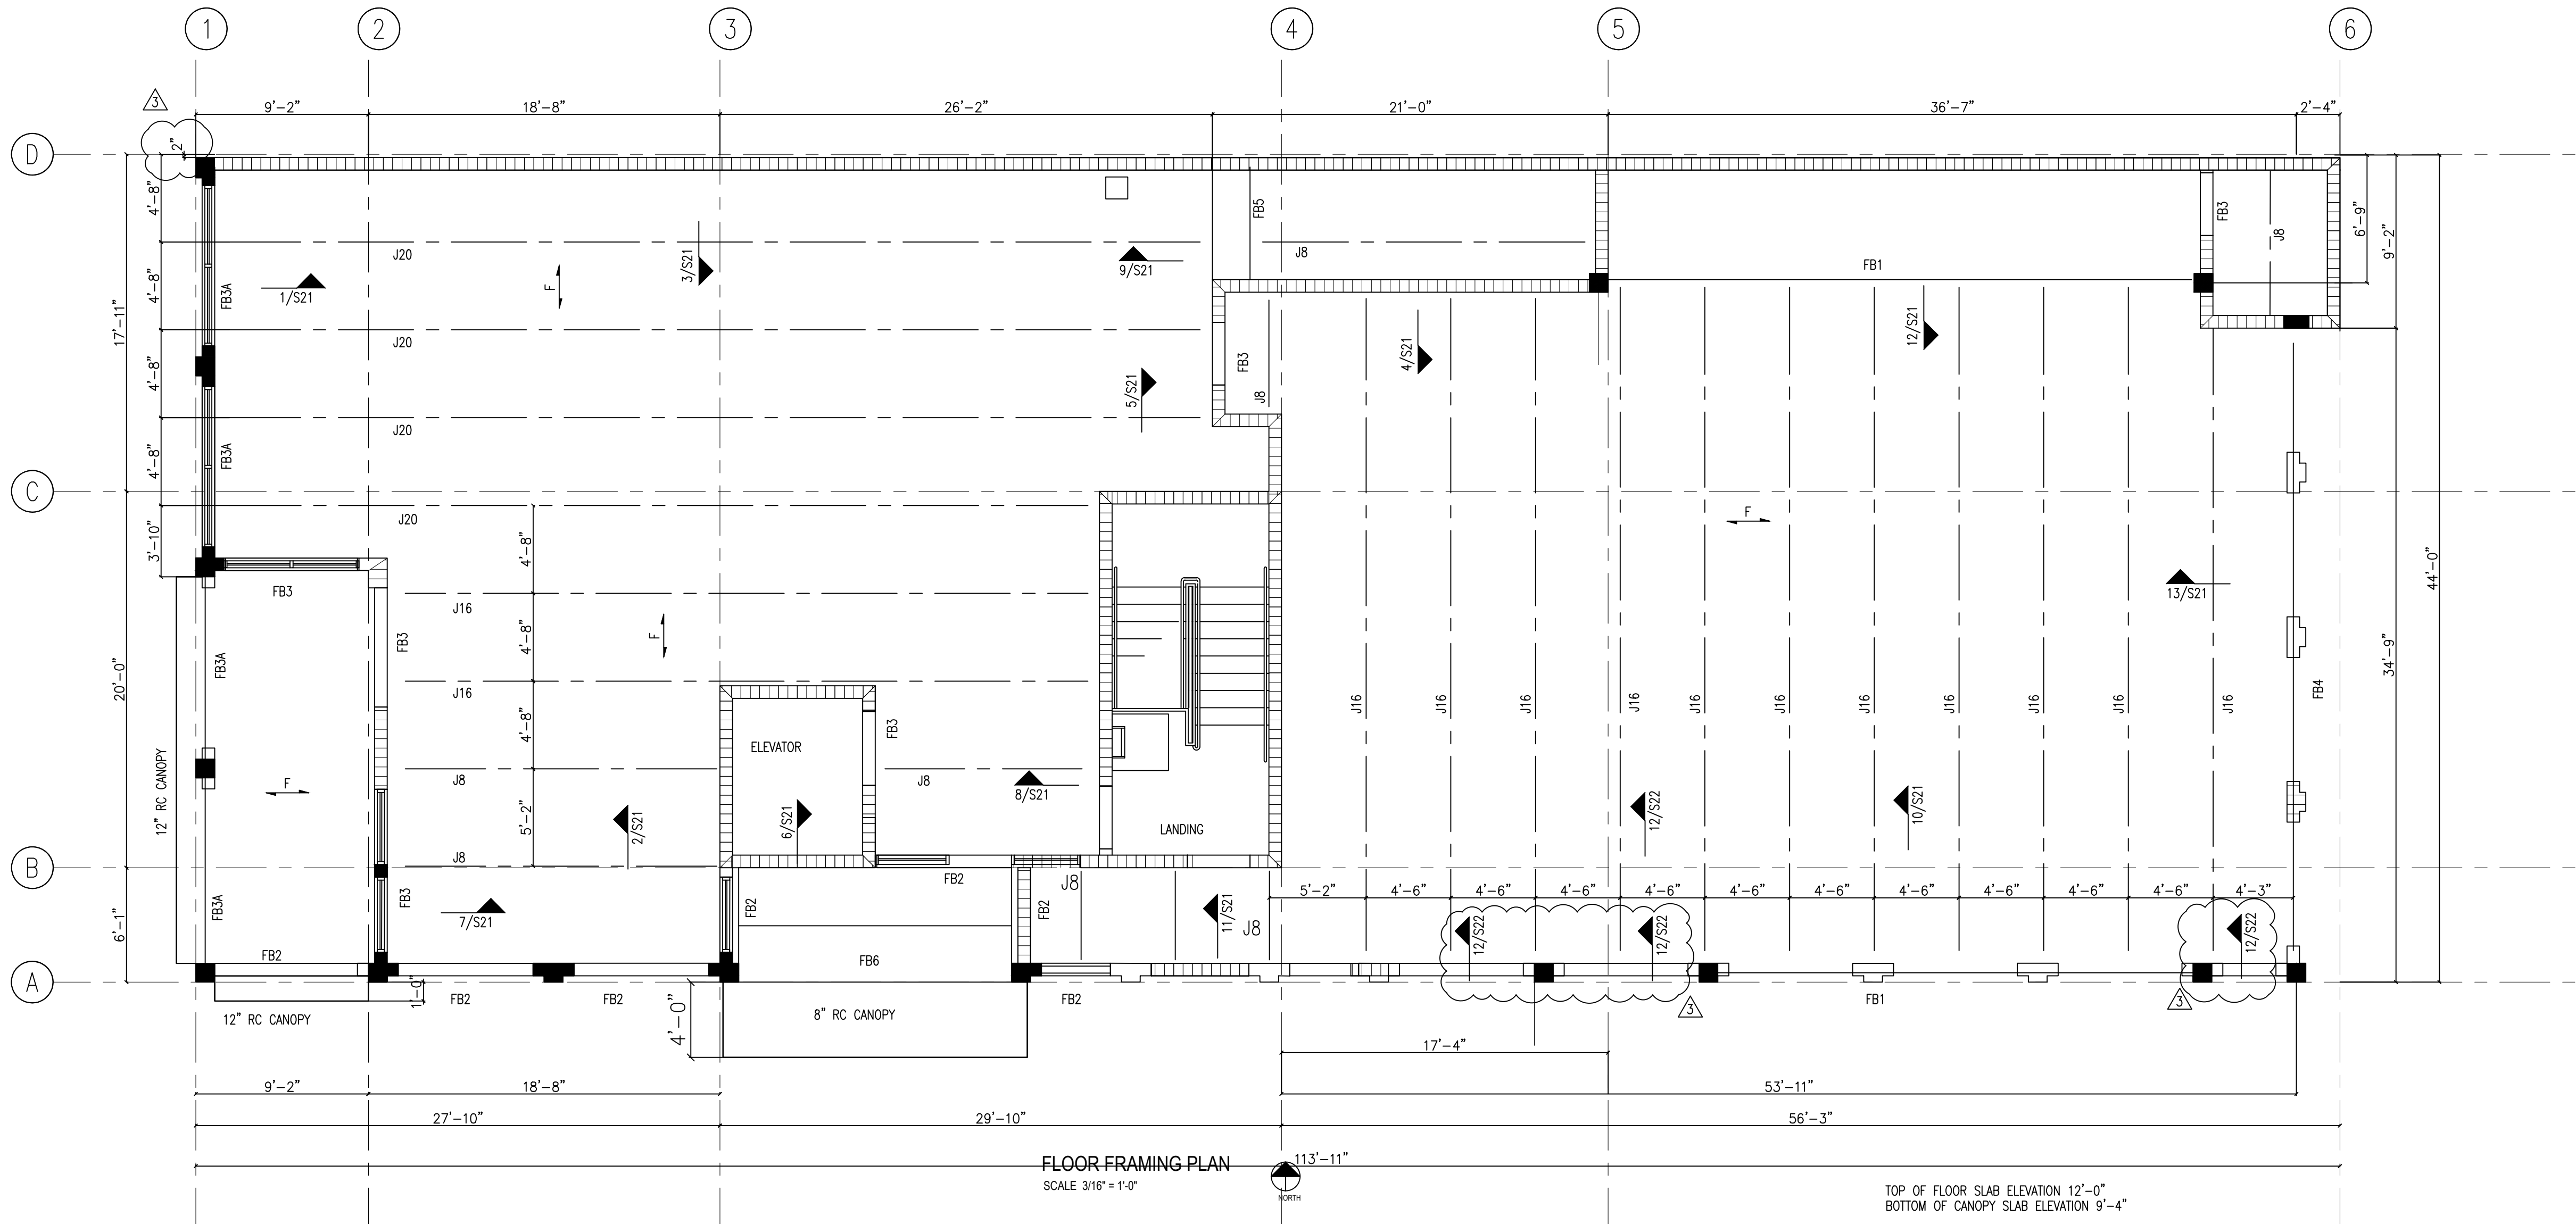 1 2 3 4 5 6
3
9'-2" 18'-8" 26'-2" 21'-0" 36'-7" 2'-4"
D
2"
4'-8"
FB5
FB3
6'-9"
J8
9'-2"
J20
3/S21
9/S21
J8
FB1
F
4'-8"
FB3A
1/S21
17'-11"
J20
12/S21
4/S21
FB3
4'-8"
5/S21
J8
J20
4'-8"
FB3A
C
J20
F
3'-10"
4'-8"
44'-0"
FB3
13/S21
J16
4'-8"
F
FB3
FB3A
20'-0"
34'-9"
J16
J16 J16 J16 J16 J16 J16 J16 J16 J16 J16 J16
FB4
4'-8"
FB3
ELEVATOR
12" RC CANOPY
F
J8
J8
8/S21
5'-2"
2/S21
6/S21
12/S22
10/S21
LANDING
J8
B
FB2
J8
5'-2" 4'-6" 4'-6" 4'-6" 4'-6" 4'-6" 4'-6" 4'-6" 4'-6" 4'-6" 4'-6" 4'-3"
6'-1"
FB3A
FB3
7/S21
FB2
FB2
11/S21
J8
12/S22
12/S22
12/S22
FB2
FB6
A
1'-0"
FB2
FB2
FB2
FB1
3
3
12" RC CANOPY
4'-0"
8" RC CANOPY
17'-4"
9'-2" 18'-8" 53'-11"
27'-10" 29'-10" 56'-3"
113'-11"
FLOOR FRAMING PLAN
SCALE 3/16" = 1'-0"
NORTH
TOP OF FLOOR SLAB ELEVATION 12'-0"
BOTTOM OF CANOPY SLAB ELEVATION 9'-4"